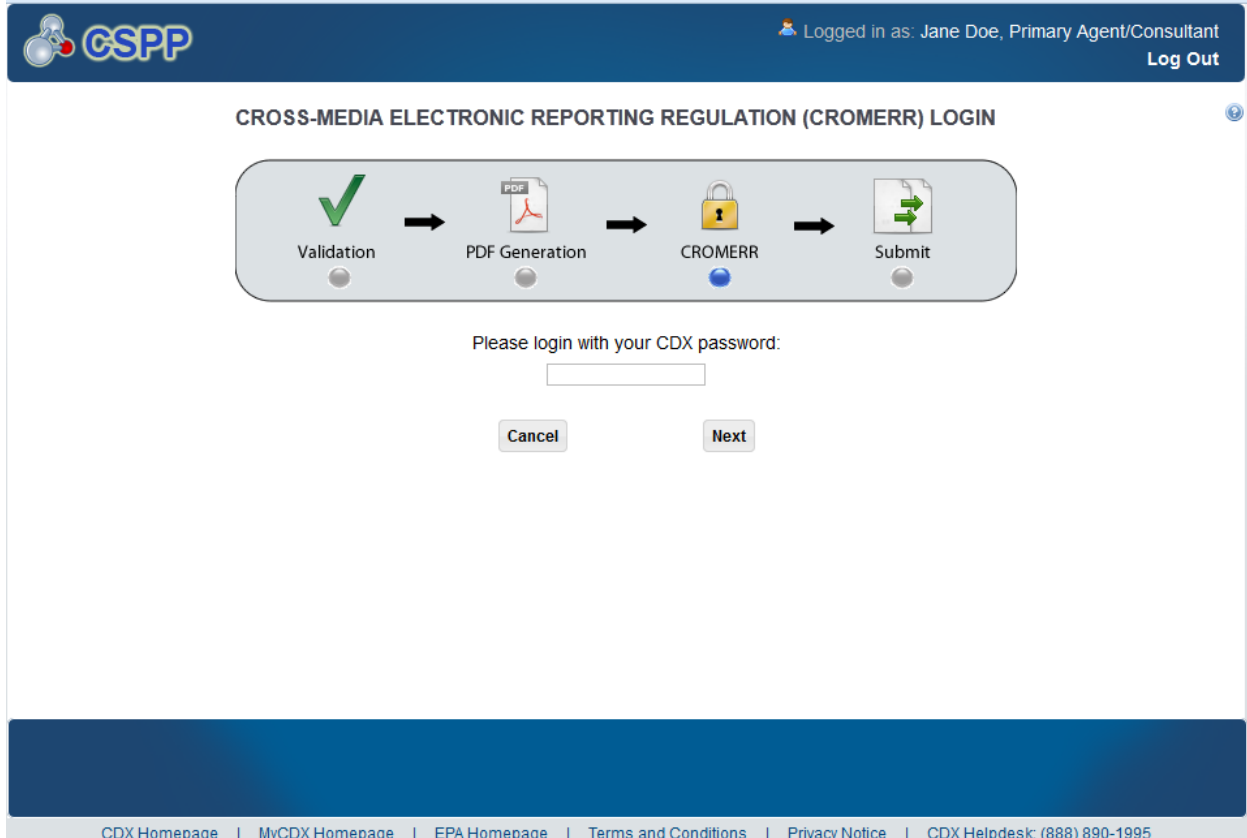 CSPP
Logged in as: Jane Doe, Primary Agent/Consultant
Log Out
CROSS-MEDIA ELECTRONIC REPORTING REGULATION (CROMERR) LOGIN
PDF
Validation PDF Generation CROMERR Submit
Please login with your CDX password:
Cancel Next
CDX Homepage | MyCDX Homepage | EPA Homepage | Terms and Conditions | Privacy Notice | CDX Helpdesk: (888) 890-1995